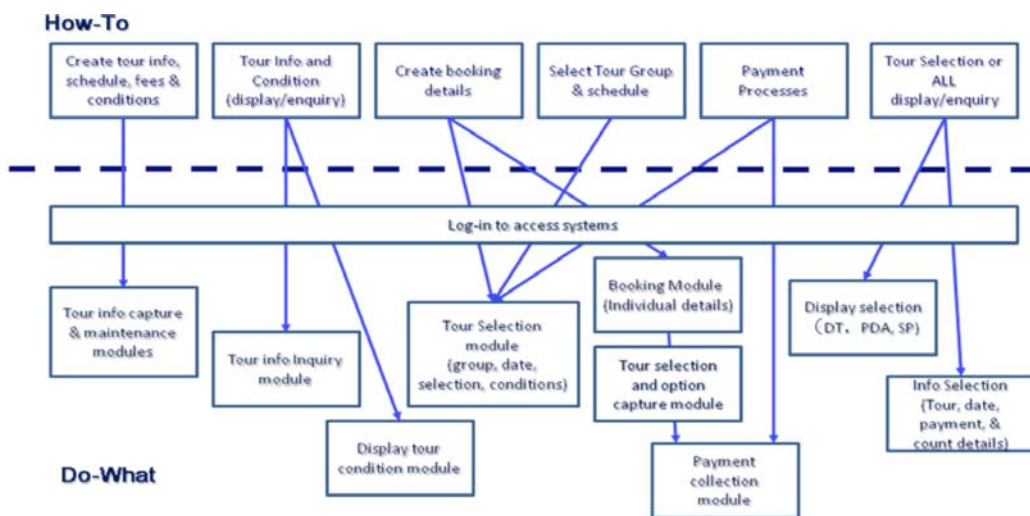 How-To
Create tour info,
schedule, fees &
conditions
Tour Info and
Condition
(display/enquiry)
Create booking
details
Select Tour Group
& schedule
Payment
Processes
Tour Selection or
ALL
display/enquiry
Log-in to access systems
Tour info capture
& maintenance
modules
Tour info Inquiry
module
Display tour
condition module
Tour Selection
module
(group, date,
selection, conditions)
Booking Module
(Individual details)
Tour selection
and option
capture module
Payment
collection
module
Display selection
（DT，PDA, SP)
Info Selection
(Tour, date,
payment, &
count details)
Do-What